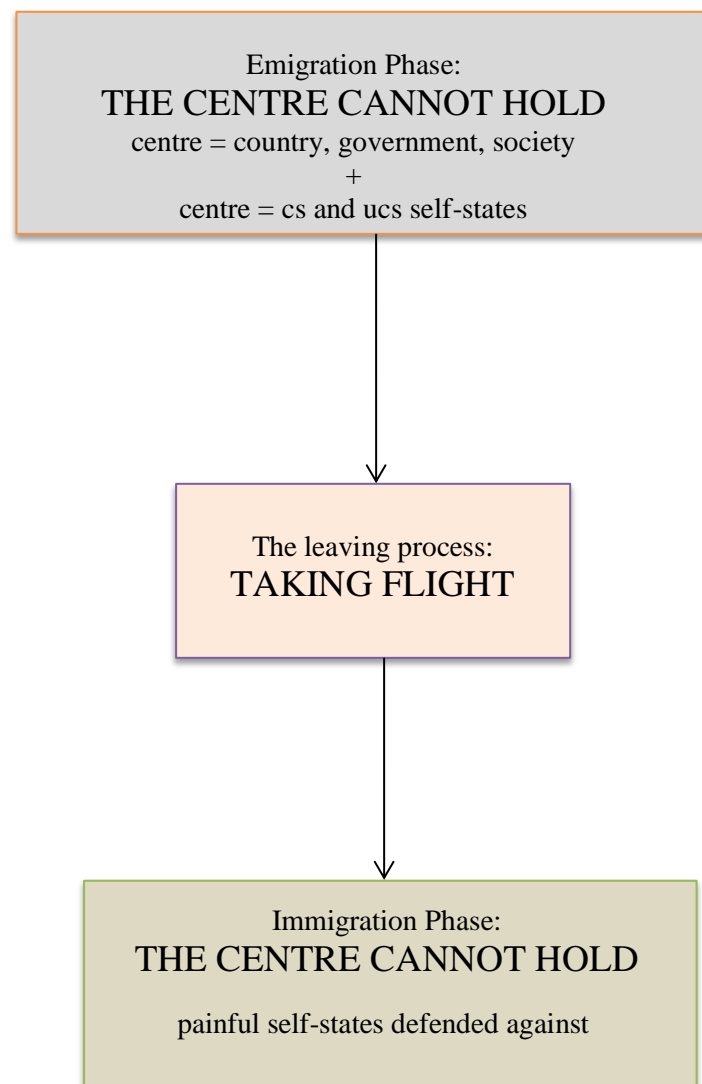 Emigration Phase:
THE CENTRE CANNOT HOLD
centre = country, government, society
+
centre = cs and ucs self-states
The leaving process:
TAKING FLIGHT
Immigration Phase:
THE CENTRE CANNOT HOLD
painful self-states defended against